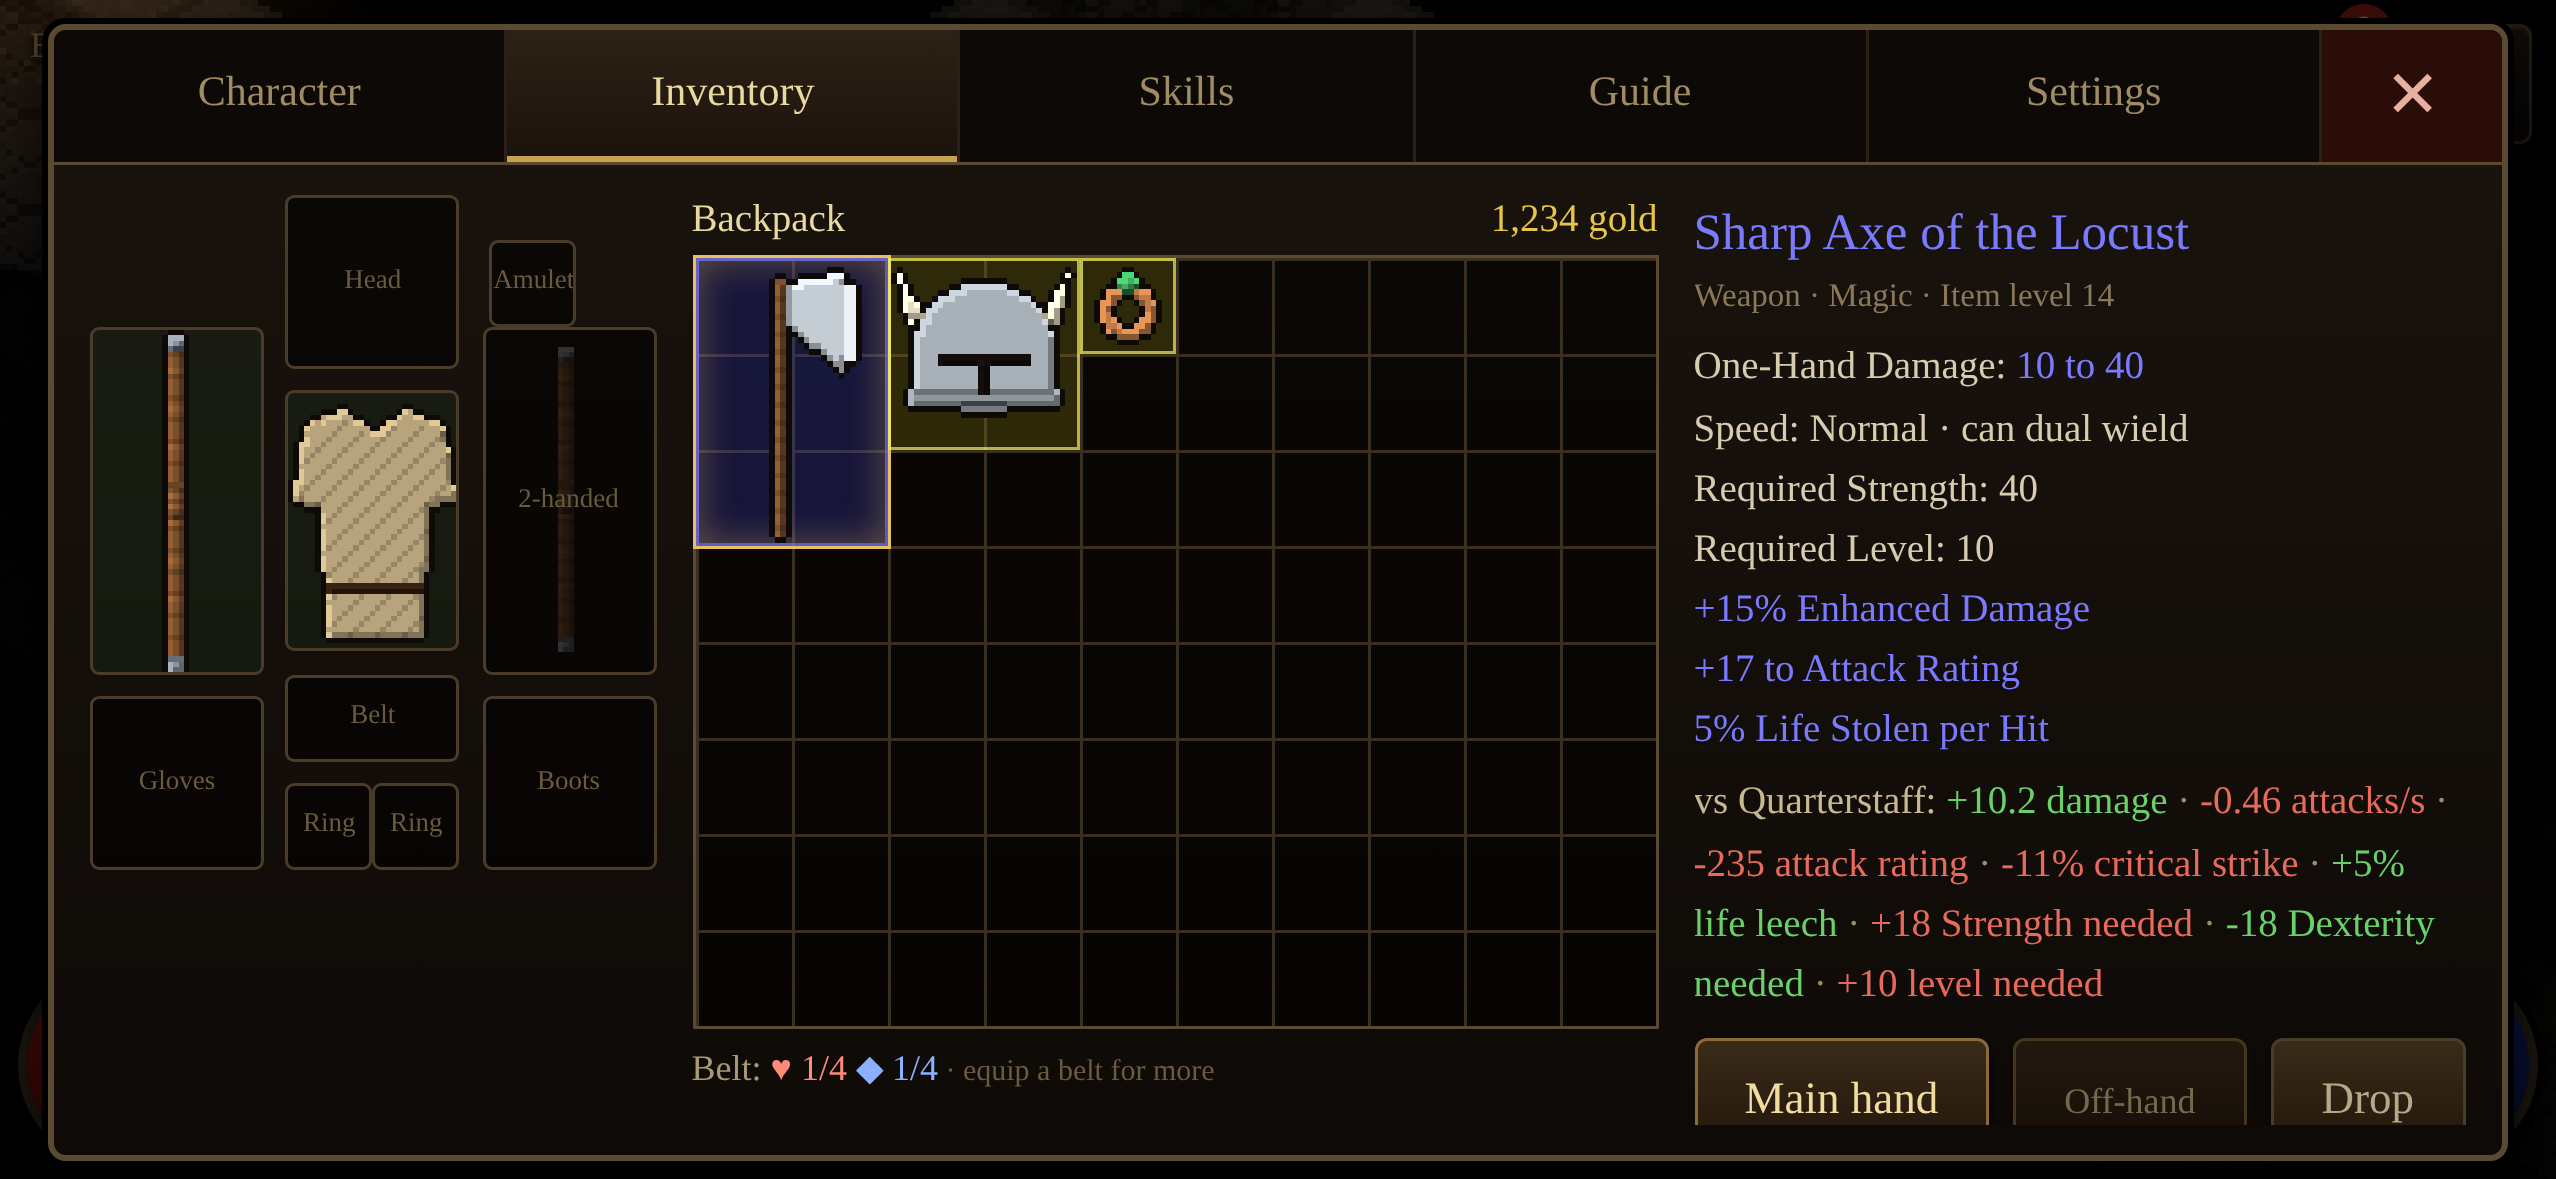 Character
Inventory
Skills
Guide
Settings
✕
Head
Amulet
2-handed
Belt
Gloves
Ring
Ring
Boots
Backpack
1,234 gold
Belt: ♥ 1/4 ◆ 1/4 · equip a belt for more
Sharp Axe of the Locust
Weapon · Magic · Item level 14
One-Hand Damage: 10 to 40
Speed: Normal · can dual wield
Required Strength: 40
Required Level: 10
+15% Enhanced Damage
+17 to Attack Rating
5% Life Stolen per Hit
vs Quarterstaff: +10.2 damage · -0.46 attacks/s ·
-235 attack rating · -11% critical strike · +5%
life leech · +18 Strength needed · -18 Dexterity
needed · +10 level needed
Main hand
Off-hand
Drop